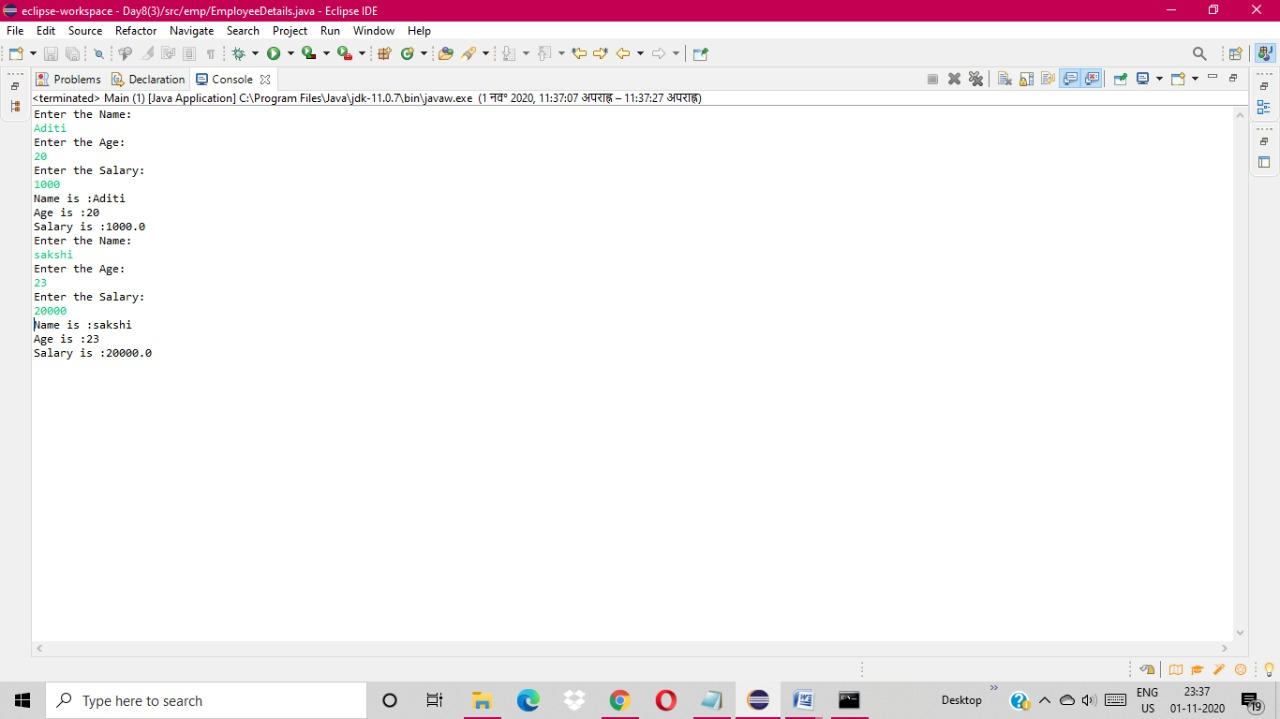 eclipse-workspace - Day8(3)/src/emp/EmployeeDetails.java - Eclipse IDE
File Edit Source Refactor Navigate Search Project Run Window Help
Problems Declaration Console
<terminated> Main (1) [Java Application] C:\Program Files\Java\jdk-11.0.7\bin\javaw.exe (1 नव॰ 2020, 11:37:07 अपराह्न – 11:37:27 अपराह्न)
Enter the Name:
Aditi
Enter the Age:
20
Enter the Salary:
1000
Name is :Aditi
Age is :20
Salary is :1000.0
Enter the Name:
sakshi
Enter the Age:
23
Enter the Salary:
20000
Name is :sakshi
Age is :23
Salary is :20000.0
Type here to search
Desktop
ENG
US
23:37
01-11-2020
19